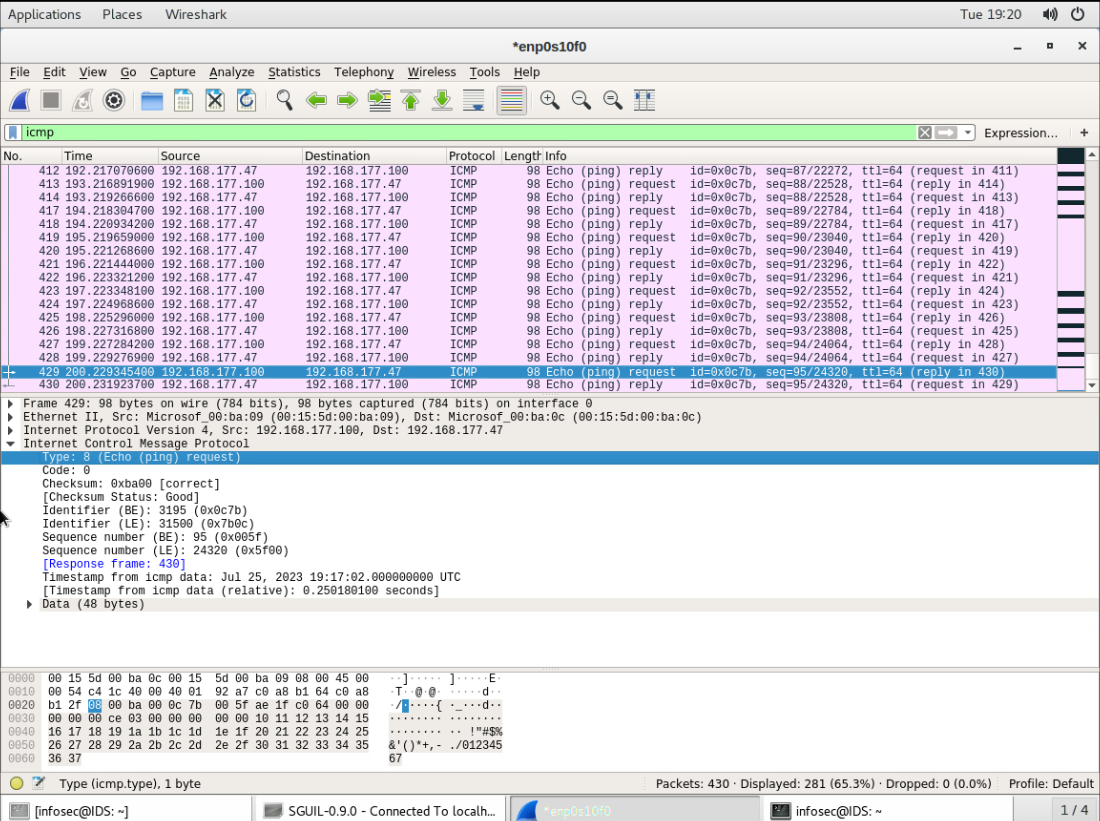 Applications Places Wireshark Tue 19:20
*enp0s10f0
File Edit View Go Capture Analyze Statistics Telephony Wireless Tools Help
icmp Expression… +
No. Time Source Destination Protocol Length Info
412 192.217070600 192.168.177.47 192.168.177.100 ICMP 98 Echo (ping) reply id=0x0c7b, seq=87/22272, ttl=64 (request in 411)
413 193.216891900 192.168.177.100 192.168.177.47 ICMP 98 Echo (ping) request id=0x0c7b, seq=88/22528, ttl=64 (reply in 414)
414 193.219266600 192.168.177.47 192.168.177.100 ICMP 98 Echo (ping) reply id=0x0c7b, seq=88/22528, ttl=64 (request in 413)
417 194.218304700 192.168.177.100 192.168.177.47 ICMP 98 Echo (ping) request id=0x0c7b, seq=89/22784, ttl=64 (reply in 418)
418 194.220934200 192.168.177.47 192.168.177.100 ICMP 98 Echo (ping) reply id=0x0c7b, seq=89/22784, ttl=64 (request in 417)
419 195.219659000 192.168.177.100 192.168.177.47 ICMP 98 Echo (ping) request id=0x0c7b, seq=90/23040, ttl=64 (reply in 420)
420 195.221268600 192.168.177.47 192.168.177.100 ICMP 98 Echo (ping) reply id=0x0c7b, seq=90/23040, ttl=64 (request in 419)
421 196.221444000 192.168.177.100 192.168.177.47 ICMP 98 Echo (ping) request id=0x0c7b, seq=91/23296, ttl=64 (reply in 422)
422 196.223321200 192.168.177.47 192.168.177.100 ICMP 98 Echo (ping) reply id=0x0c7b, seq=91/23296, ttl=64 (request in 421)
423 197.223348100 192.168.177.100 192.168.177.47 ICMP 98 Echo (ping) request id=0x0c7b, seq=92/23552, ttl=64 (reply in 424)
424 197.224968600 192.168.177.47 192.168.177.100 ICMP 98 Echo (ping) reply id=0x0c7b, seq=92/23552, ttl=64 (request in 423)
425 198.225296000 192.168.177.100 192.168.177.47 ICMP 98 Echo (ping) request id=0x0c7b, seq=93/23808, ttl=64 (reply in 426)
426 198.227316800 192.168.177.47 192.168.177.100 ICMP 98 Echo (ping) reply id=0x0c7b, seq=93/23808, ttl=64 (request in 425)
427 199.227284200 192.168.177.100 192.168.177.47 ICMP 98 Echo (ping) request id=0x0c7b, seq=94/24064, ttl=64 (reply in 428)
428 199.229276900 192.168.177.47 192.168.177.100 ICMP 98 Echo (ping) reply id=0x0c7b, seq=94/24064, ttl=64 (request in 427)
429 200.229345400 192.168.177.100 192.168.177.47 ICMP 98 Echo (ping) request id=0x0c7b, seq=95/24320, ttl=64 (reply in 430)
430 200.231923700 192.168.177.47 192.168.177.100 ICMP 98 Echo (ping) reply id=0x0c7b, seq=95/24320, ttl=64 (request in 429)
Frame 429: 98 bytes on wire (784 bits), 98 bytes captured (784 bits) on interface 0
Ethernet II, Src: Microsof_00:ba:09 (00:15:5d:00:ba:09), Dst: Microsof_00:ba:0c (00:15:5d:00:ba:0c)
Internet Protocol Version 4, Src: 192.168.177.100, Dst: 192.168.177.47
Internet Control Message Protocol
Type: 8 (Echo (ping) request)
Code: 0
Checksum: 0xba00 [correct]
[Checksum Status: Good]
Identifier (BE): 3195 (0x0c7b)
Identifier (LE): 31500 (0x7b0c)
Sequence number (BE): 95 (0x005f)
Sequence number (LE): 24320 (0x5f00)
[Response frame: 430]
Timestamp from icmp data: Jul 25, 2023 19:17:02.000000000 UTC
[Timestamp from icmp data (relative): 0.250180100 seconds]
Data (48 bytes)
0000 00 15 5d 00 ba 0c 00 15 5d 00 ba 09 08 00 45 00 ··]····· ]·····E·
0010 00 54 c4 1c 40 00 40 01 92 a7 c0 a8 b1 64 c0 a8 ·T··@·@· ·····d··
0020 b1 2f 08 00 ba 00 0c 7b 00 5f ae 1f c0 64 00 00 ·/·····{ ·_···d··
0030 00 00 00 ce 03 00 00 00 00 00 10 11 12 13 14 15 ········ ········
0040 16 17 18 19 1a 1b 1c 1d 1e 1f 20 21 22 23 24 25 ········ ·· !"#$%
0050 26 27 28 29 2a 2b 2c 2d 2e 2f 30 31 32 33 34 35 &'()*+,- ./012345
0060 36 37 67
Type (icmp.type), 1 byte Packets: 430 · Displayed: 281 (65.3%) · Dropped: 0 (0.0%) Profile: Default
[infosec@IDS: ~] SGUIL-0.9.0 - Connected To localh… *enp0s10f0 infosec@IDS: ~ 1 / 4